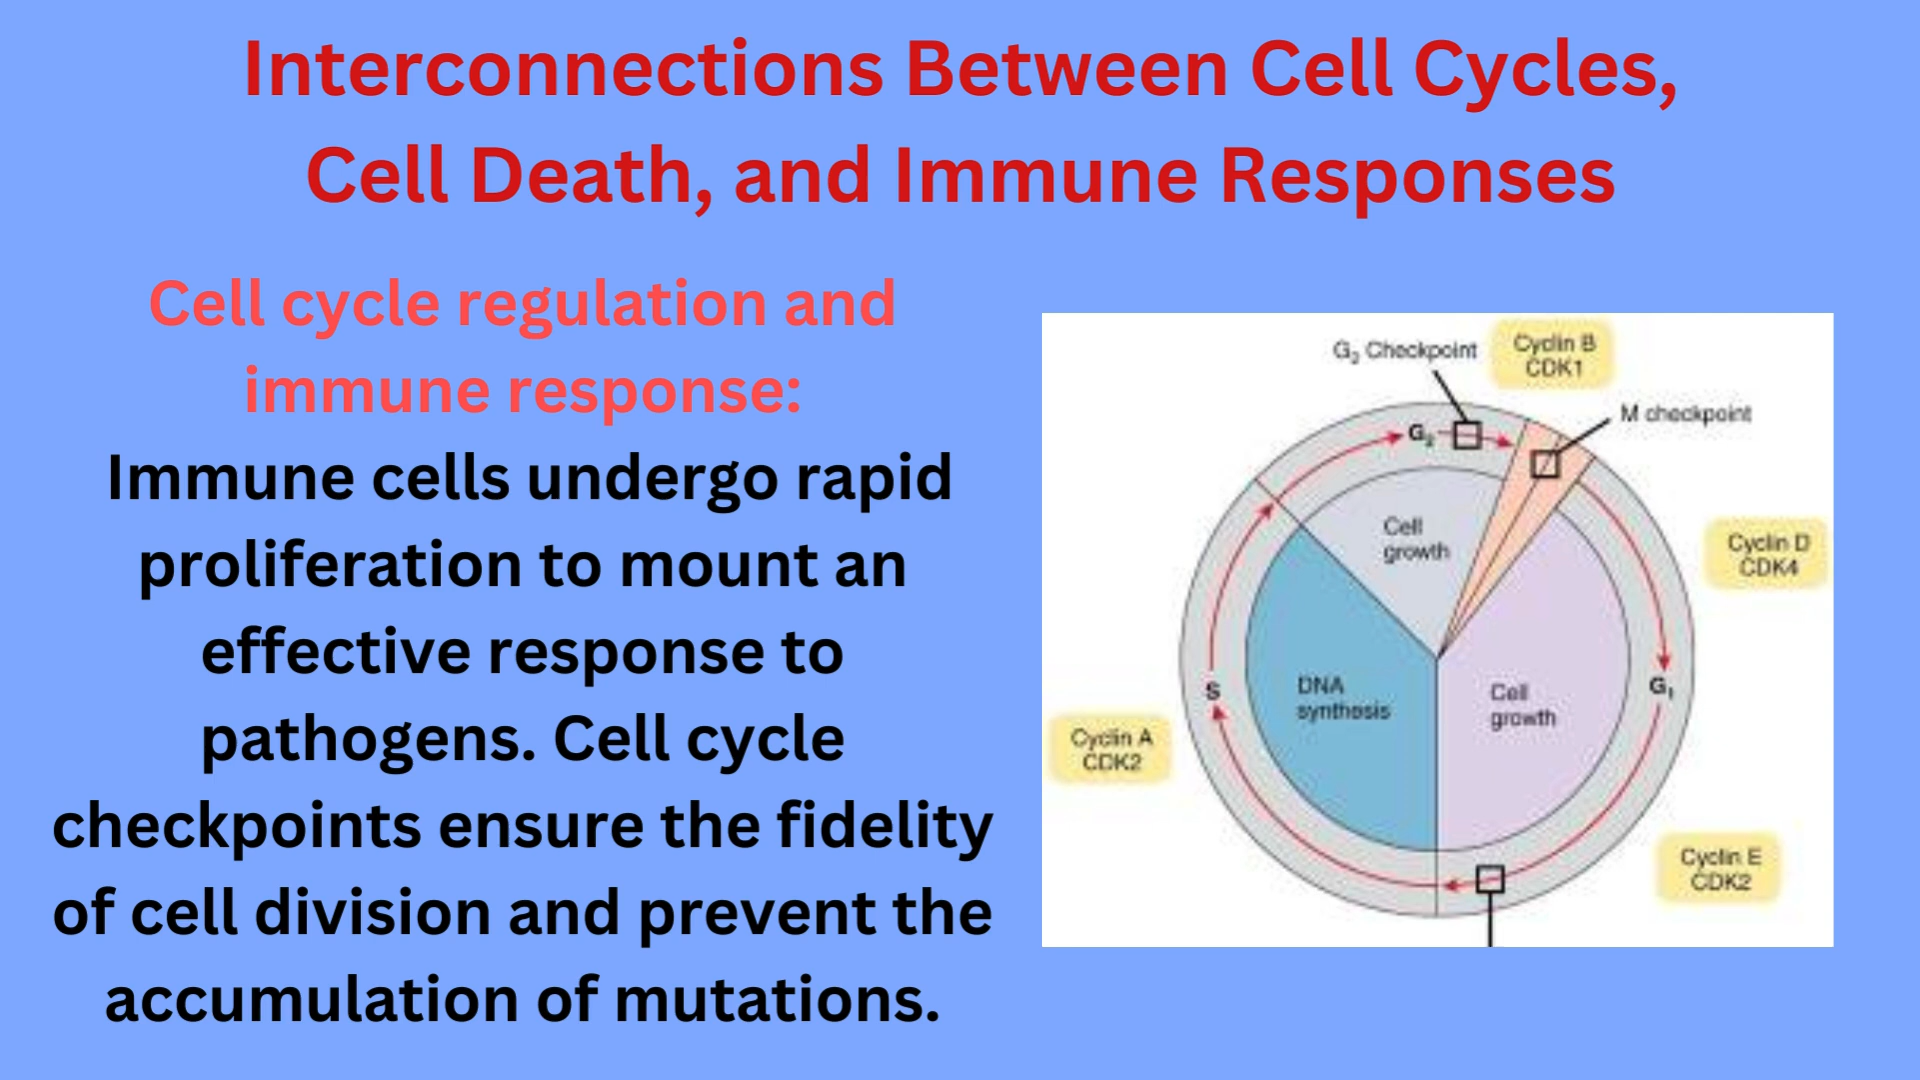 Interconnections Between Cell Cycles,
Cell Death, and Immune Responses
Cell cycle regulation and
immune response:
Immune cells undergo rapid
proliferation to mount an
effective response to
pathogens. Cell cycle
checkpoints ensure the fidelity
of cell division and prevent the
accumulation of mutations.
G₂ Checkpoint
Cyclin B
CDK1
M checkpoint
G₂
Cell
growth
Cyclin D
CDK4
S
DNA
synthesis
Cell
growth
G₁
Cyclin A
CDK2
Cyclin E
CDK2